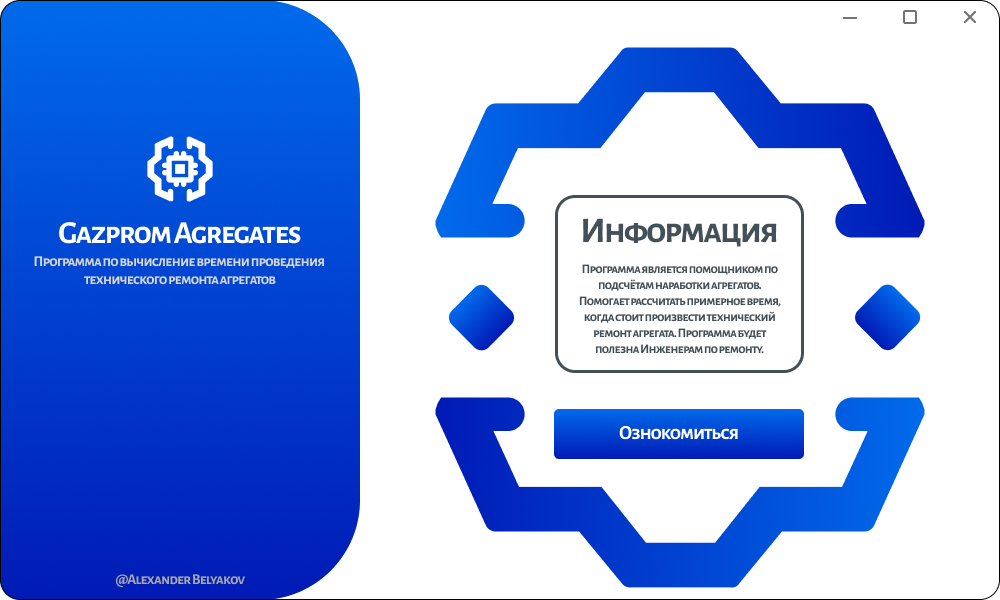 Gazprom Agregates
Программа по вычисление времени проведения
технического ремонта агрегатов
@Alexander Belyakov
Информация
Программа является помощником по
подсчётам наработки агрегатов.
Помогает рассчитать примерное время,
когда стоит произвести технический
ремонт агрегата. Программа будет
полезна Инженерам по ремонту.
Ознокомиться